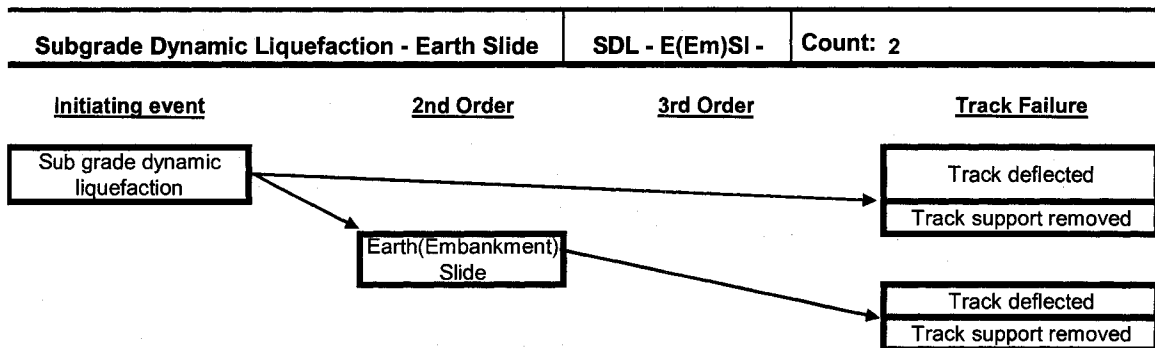 Subgrade Dynamic Liquefaction - Earth Slide SDL - E(Em)SI - Count: 2
Initiating event 2nd Order 3rd Order Track Failure
Sub grade dynamic
liquefaction
Track deflected
Track support removed
Earth(Embankment)
Slide
Track deflected
Track support removed